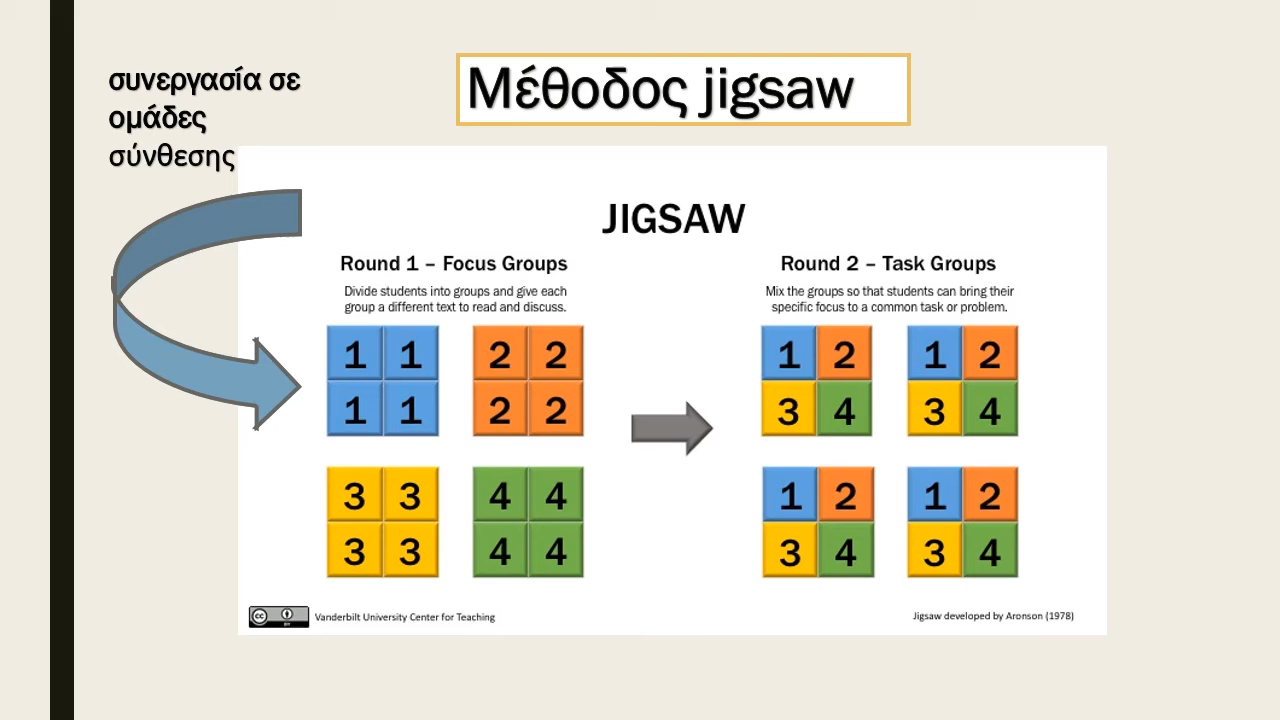 συνεργασία σε
ομάδες
σύνθεσης
Μέθοδος jigsaw
JIGSAW
Round 1 – Focus Groups
Divide students into groups and give each
group a different text to read and discuss.
1 1 2 2
1 1 2 2
3 3 4 4
3 3 4 4
Round 2 – Task Groups
Mix the groups so that students can bring their
specific focus to a common task or problem.
1 2 1 2
3 4 3 4
1 2 1 2
3 4 3 4
cc BY
Vanderbilt University Center for Teaching
Jigsaw developed by Aronson (1978)